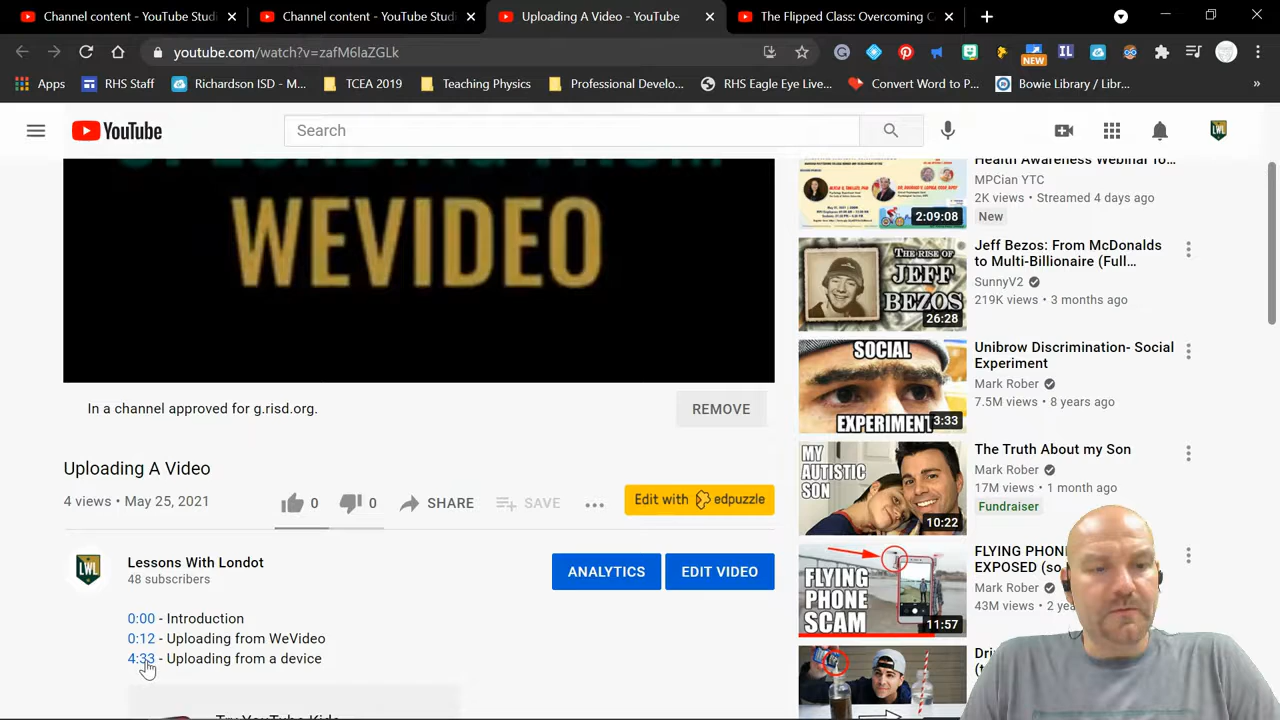 Channel content - YouTube Studi
Channel content - YouTube Studi
Uploading A Video - YouTube
The Flipped Class: Overcoming C
youtube.com/watch?v=zafM6laZGLk
NEW
Apps
RHS Staff
Richardson ISD - M...
TCEA 2019
Teaching Physics
Professional Develo...
RHS Eagle Eye Live...
Convert Word to P...
Bowie Library / Libr...
YouTube
Search
LWL
WEVIDEO
Health Awareness Webinar To...
MPCian YTC
2K views • Streamed 4 days ago
New
2:09:08
THE RISE OF
JEFF
BEZOS
26:28
Jeff Bezos: From McDonalds
to Multi-Billionaire (Full...
SunnyV2
219K views • 3 months ago
SOCIAL
EXPERIMENT
3:33
Unibrow Discrimination- Social
Experiment
Mark Rober
7.5M views • 8 years ago
In a channel approved for g.risd.org.
REMOVE
MY
AUTISTIC
SON
10:22
The Truth About my Son
Mark Rober
17M views • 1 month ago
Fundraiser
Uploading A Video
4 views • May 25, 2021
0
0
SHARE
SAVE
Edit with edpuzzle
FLYING
PHONE
SCAM
11:57
FLYING PHON
EXPOSED (so
Mark Rober
43M views • 2 yea
LWL
Lessons With Londot
48 subscribers
ANALYTICS
EDIT VIDEO
0:00 - Introduction
0:12 - Uploading from WeVideo
4:33 - Uploading from a device
Try YouTube Kids